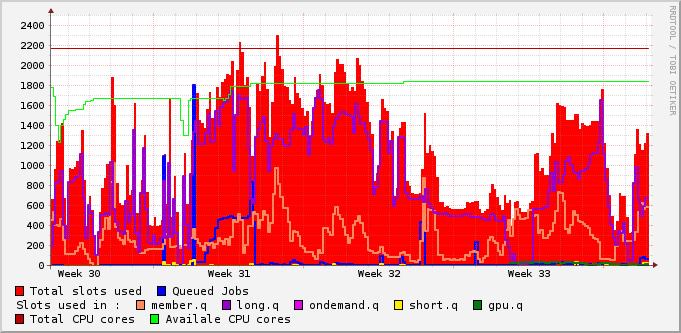 RRDTOOL / TOBI OETIKER
2400
2200
2000
1800
1600
1400
1200
1000
800
600
400
200
0
Week 30 Week 31 Week 32 Week 33
Total slots used Queued Jobs
Slots used in : member.q long.q ondemand.q short.q gpu.q
Total CPU cores Availale CPU cores